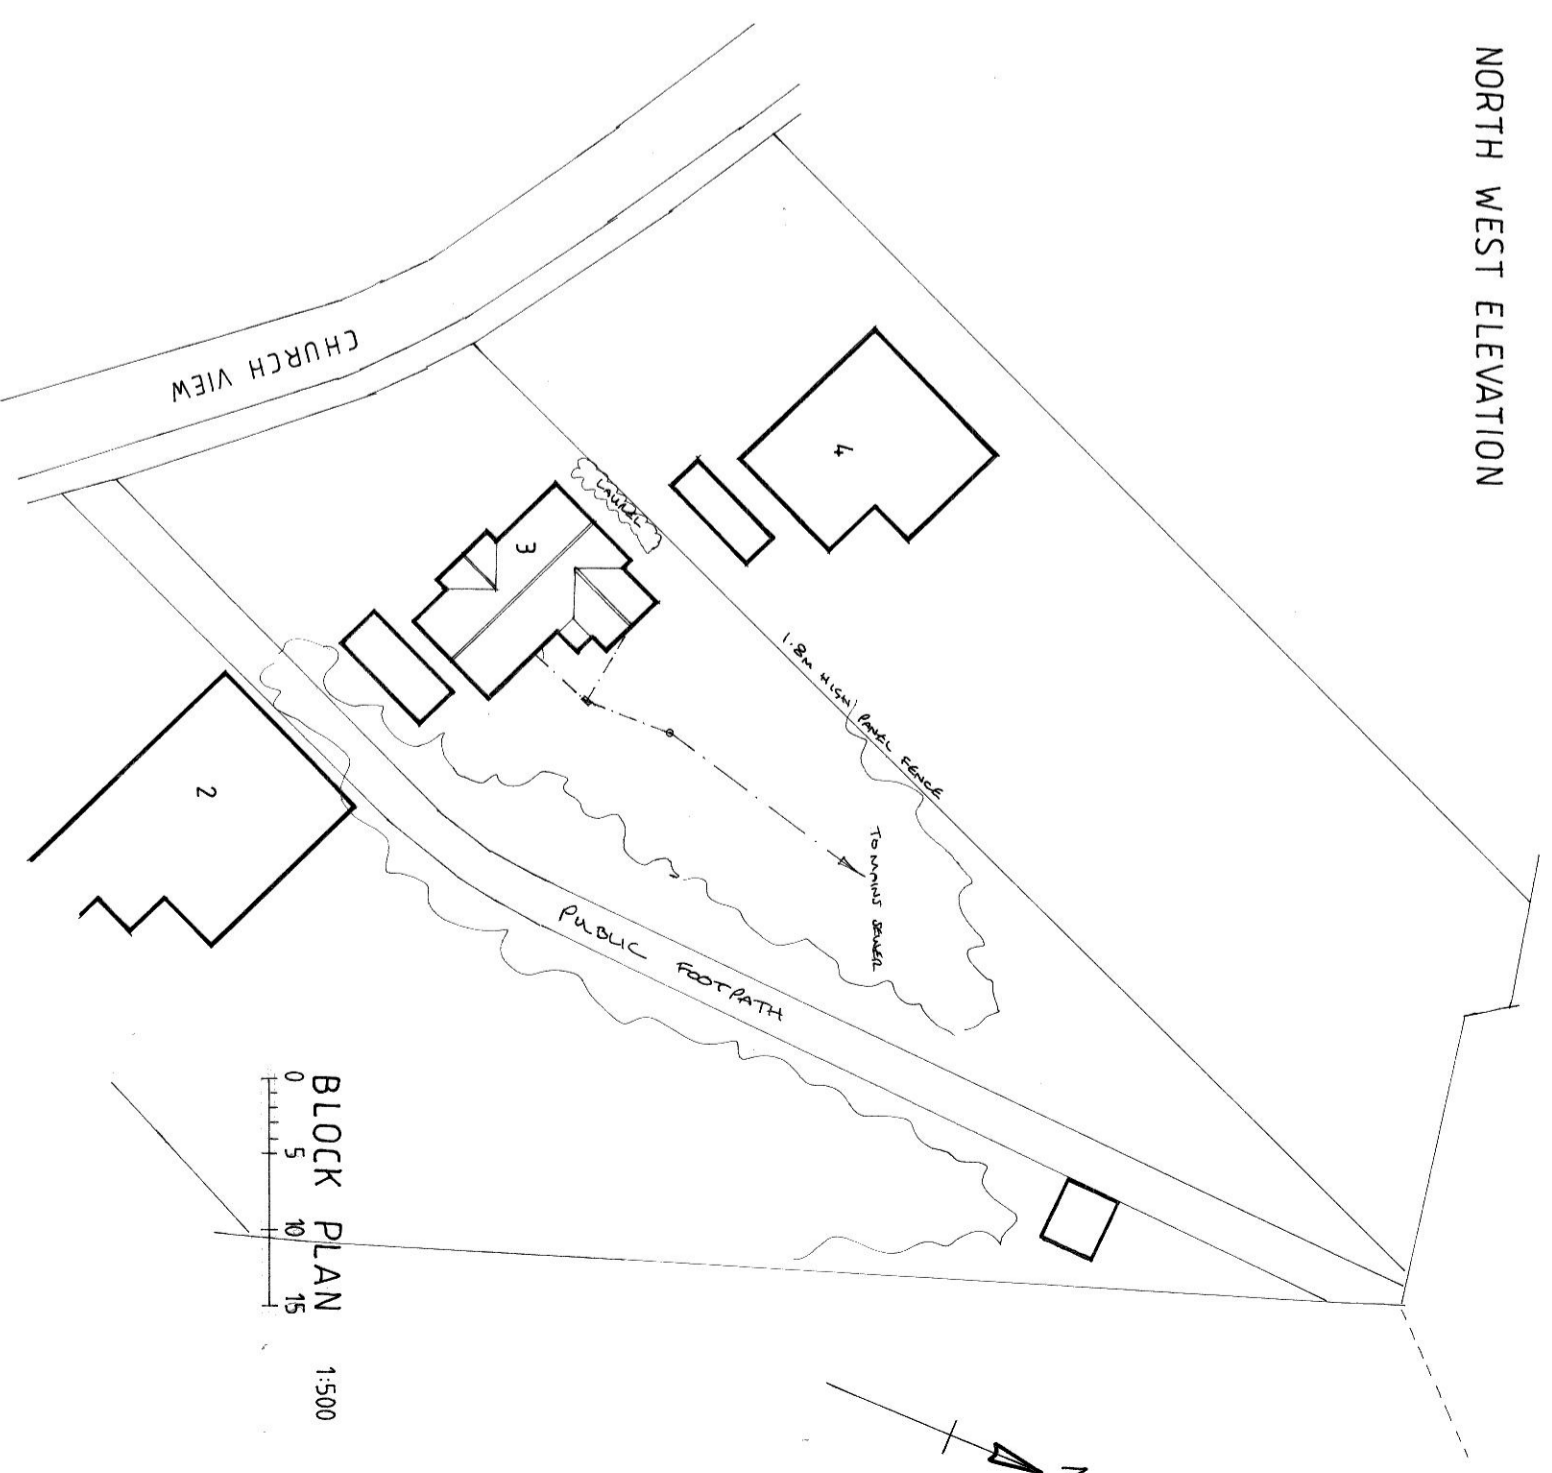 NORTH WEST ELEVATION
CHURCH VIEW
4
LAUREL
3
1.8M HIGH PANEL FENCE
2
TO MAINS SEWER
PUBLIC FOOTPATH
BLOCK PLAN 1:500
0 5 10 15
N